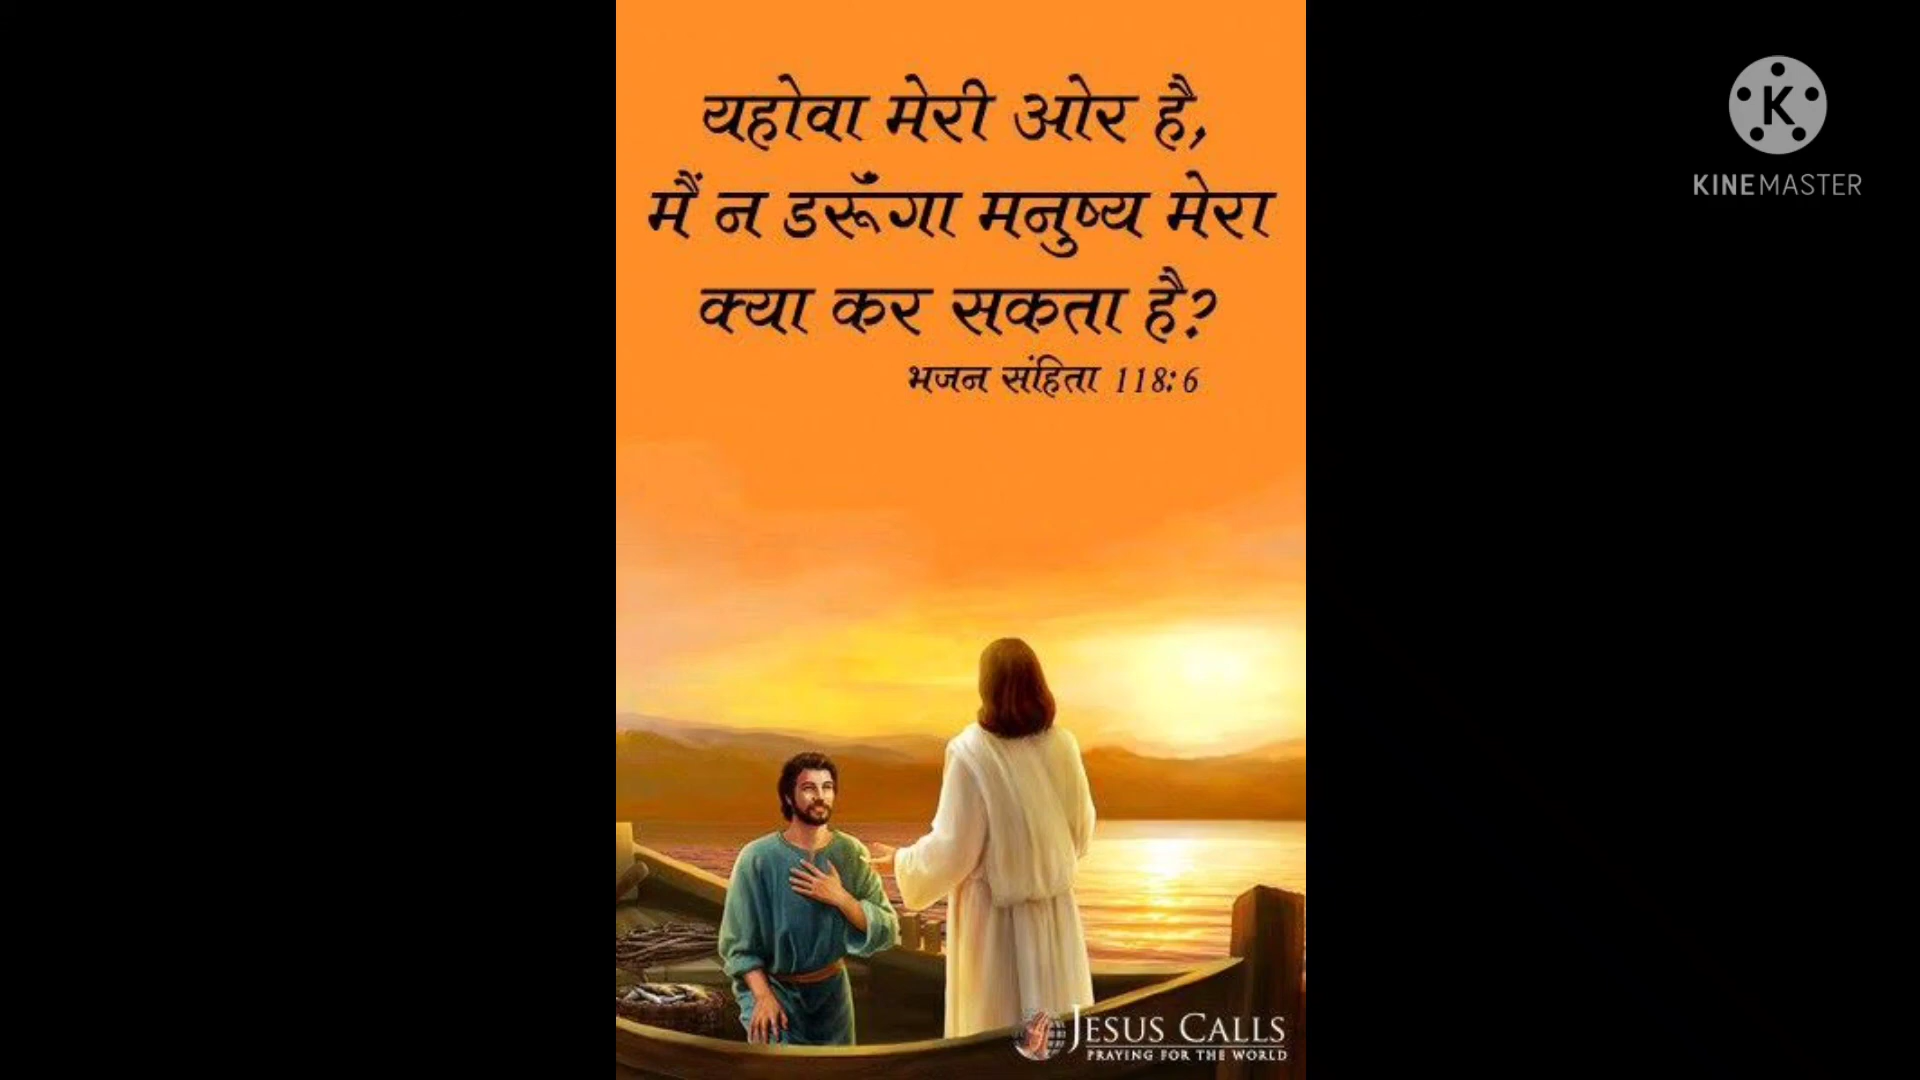 यहोवा मेरी ओर है,
मैं न डरूँगा मनुष्य मेरा
क्या कर सकता है?
भजन संहिता 118:6
K
KINEMASTER
JESUS CALLS
PRAYING FOR THE WORLD